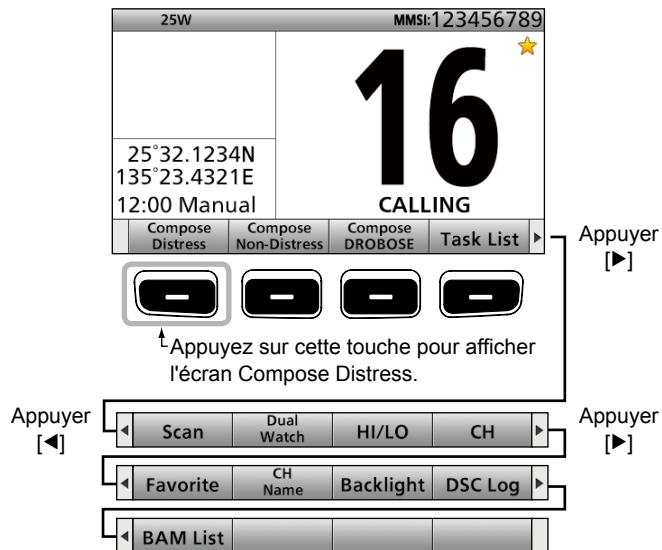 25W MMSI:123456789
16
25°32.1234N
135°23.4321E
12:00 Manual CALLING
Compose Distress Compose Non-Distress Compose DROBOSE Task List ▶
Appuyer [▶]
Appuyez sur cette touche pour afficher
l'écran Compose Distress.
Appuyer [◀]
◀ Scan Dual Watch HI/LO CH ▶
Appuyer [▶]
◀ Favorite CH Name Backlight DSC Log ▶
◀ BAM List